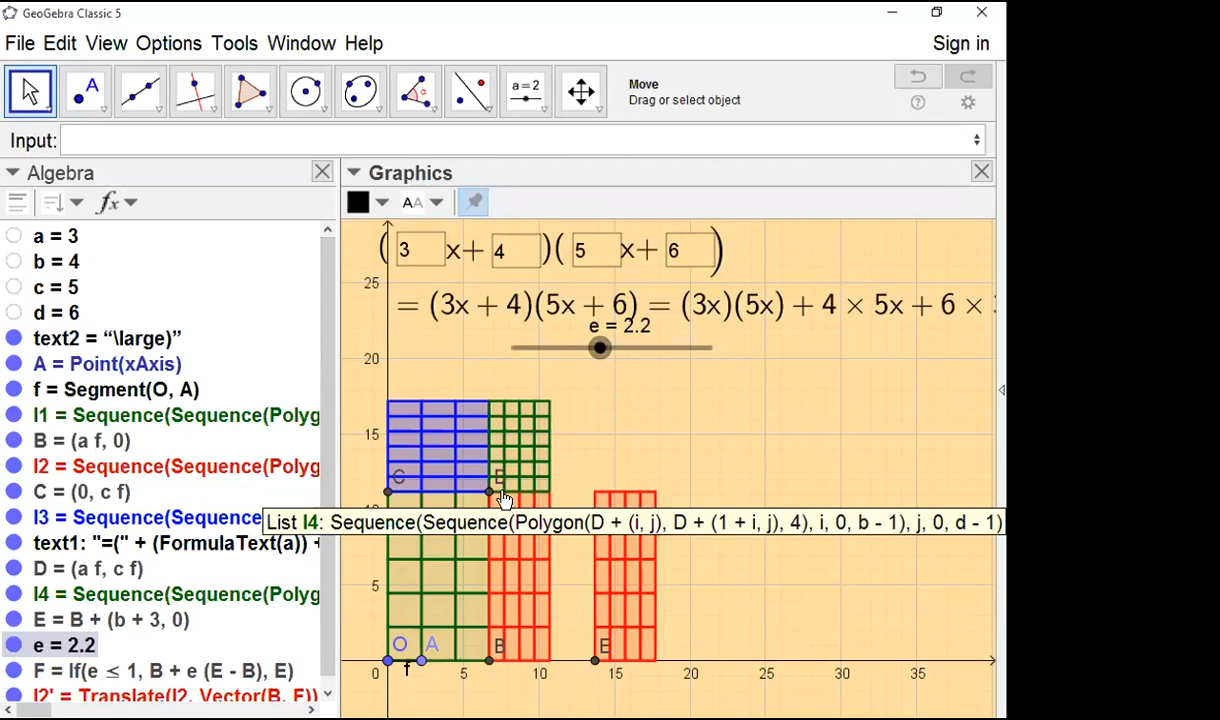 GeoGebra Classic 5
File Edit View Options Tools Window Help
Sign in
A
α
a=2
Move
Drag or select object
Input:
Algebra
Graphics
fx
AA
a = 3
b = 4
c = 5
d = 6
text2 = “\large)”
A = Point(xAxis)
f = Segment(O, A)
l1 = Sequence(Sequence(Polyg
B = (a f, 0)
l2 = Sequence(Sequence(Polyg
C = (0, c f)
l3 = Sequence(Sequence
text1: "=(" + (FormulaText(a)) +
D = (a f, c f)
l4 = Sequence(Sequence(Polyg
E = B + (b + 3, 0)
e = 2.2
F = If(e ≤ 1, B + e (E - B), E)
l2' = Translate(l2, Vector(B, F))
( 3 x+ 4 )( 5 x+ 6 )
= (3x + 4)(5x + 6) = (3x)(5x) + 4 × 5x + 6 ×
e = 2.2
25
20
15
C
List l4: Sequence(Sequence(Polygon(D + (i, j), D + (1 + i, j), 4), i, 0, b - 1), j, 0, d - 1)
5
O A B E
f
0 5 10 15 20 25 30 35